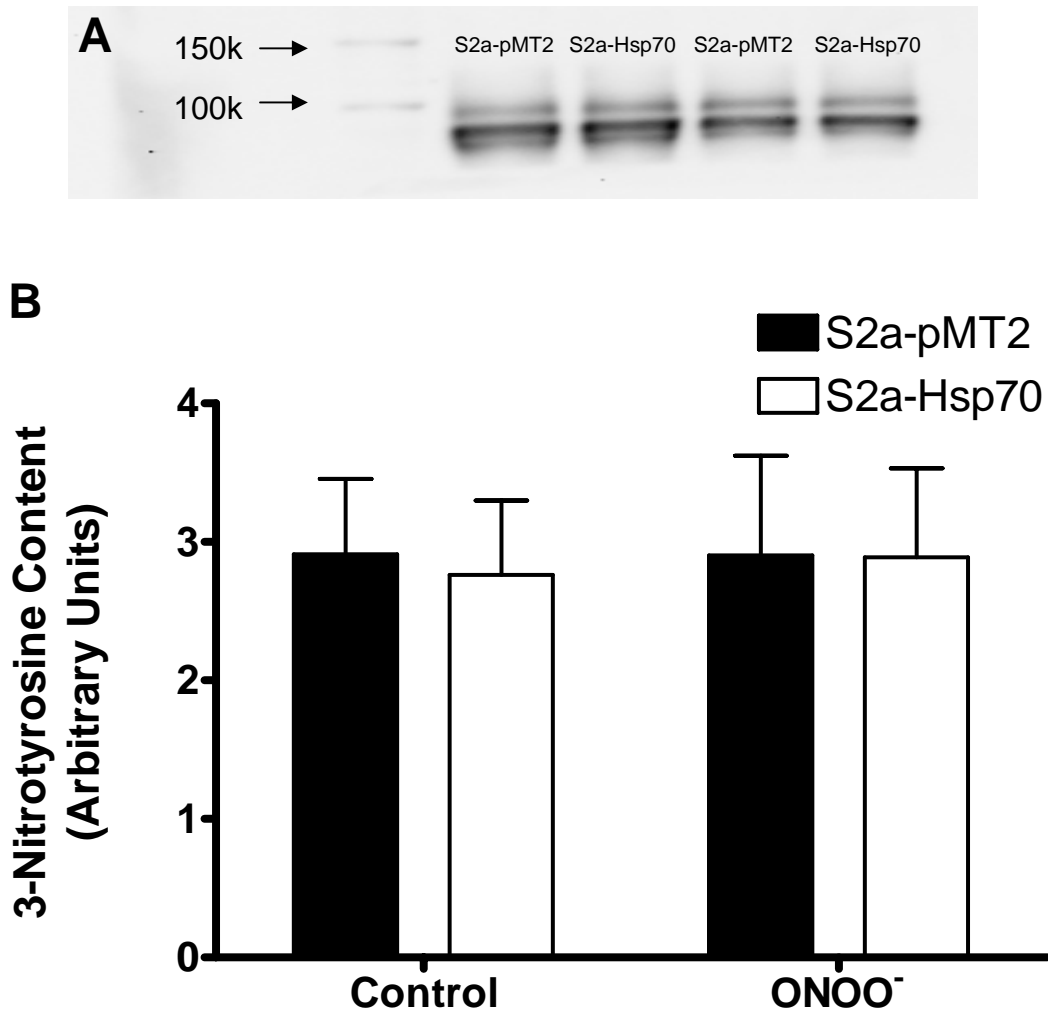 A
150k
100k
S2a-pMT2 S2a-Hsp70 S2a-pMT2 S2a-Hsp70
B
S2a-pMT2
S2a-Hsp70
3-Nitrotyrosine Content
(Arbitrary Units)
4
3
2
1
0
Control
ONOO⁻